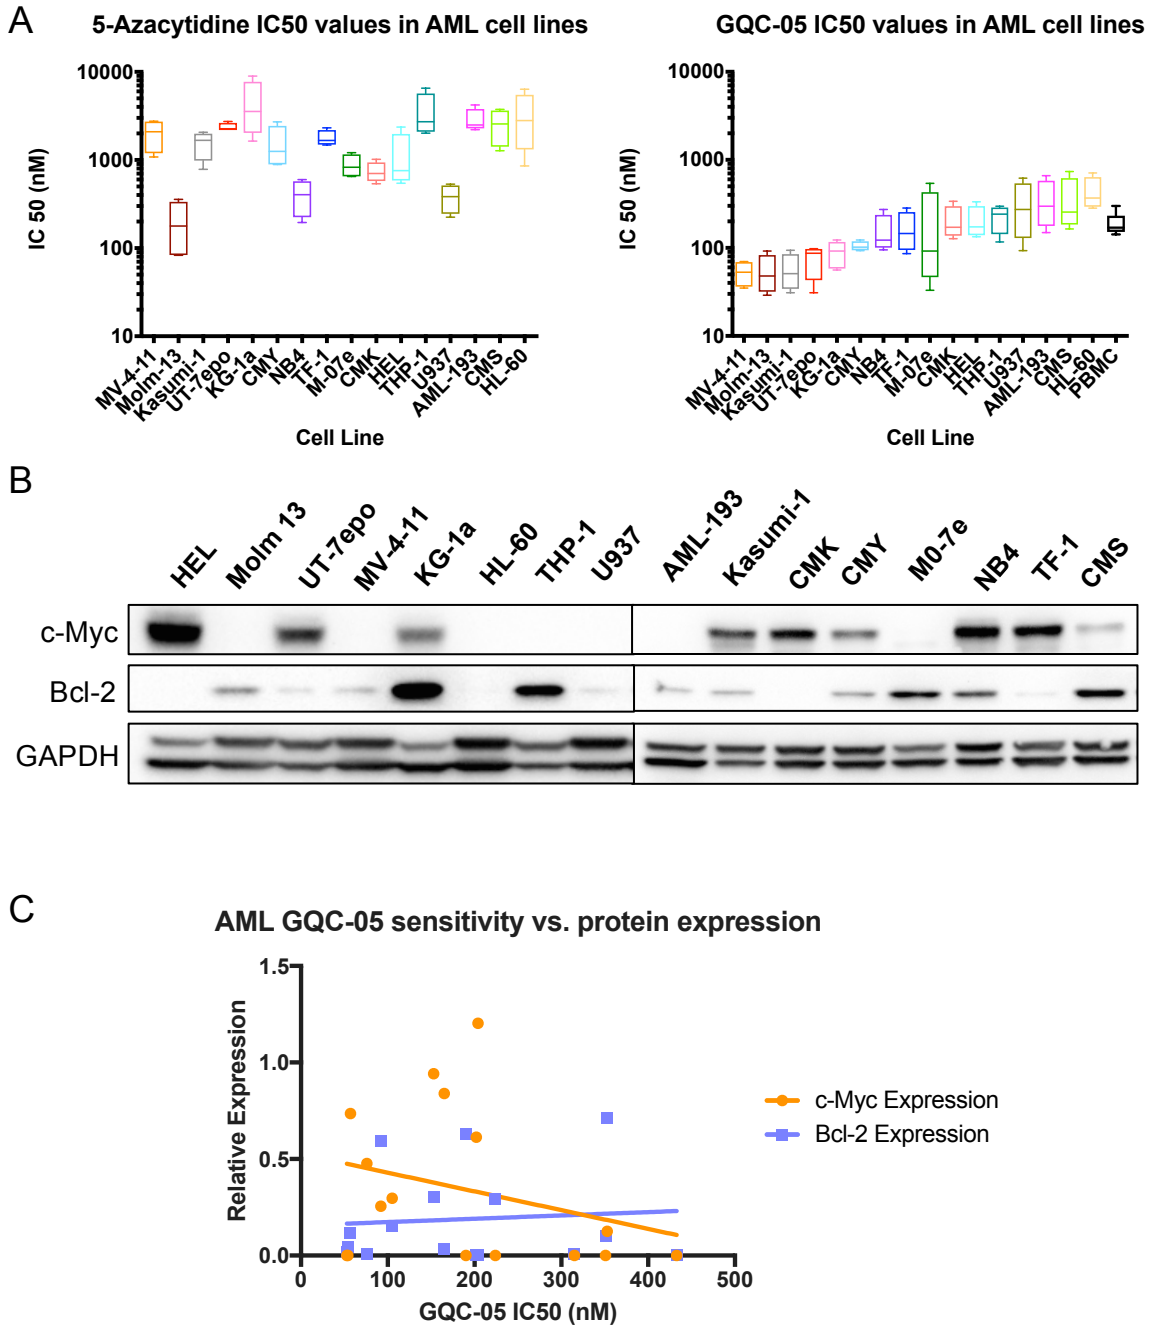 A
5-Azacytidine IC50 values in AML cell lines
10000
1000
100
10
IC 50 (nM)
MV-4-11
Molm-13
Kasumi-1
UT-7epo
KG-1a
CMY
NB4
TF-1
M-07e
CMK
HEL
THP-1
U937
AML-193
CMS
HL-60
Cell Line
GQC-05 IC50 values in AML cell lines
10000
1000
100
10
IC 50 (nM)
MV-4-11
Molm-13
Kasumi-1
UT-7epo
KG-1a
CMY
NB4
TF-1
M-07e
CMK
HEL
THP-1
U937
AML-193
CMS
HL-60
PBMC
Cell Line
B
HEL
Molm 13
UT-7epo
MV-4-11
KG-1a
HL-60
THP-1
U937
AML-193
Kasumi-1
CMK
CMY
M0-7e
NB4
TF-1
CMS
c-Myc
Bcl-2
GAPDH
C
AML GQC-05 sensitivity vs. protein expression
1.5
1.0
0.5
0.0
Relative Expression
0 100 200 300 400 500
GQC-05 IC50 (nM)
c-Myc Expression
Bcl-2 Expression